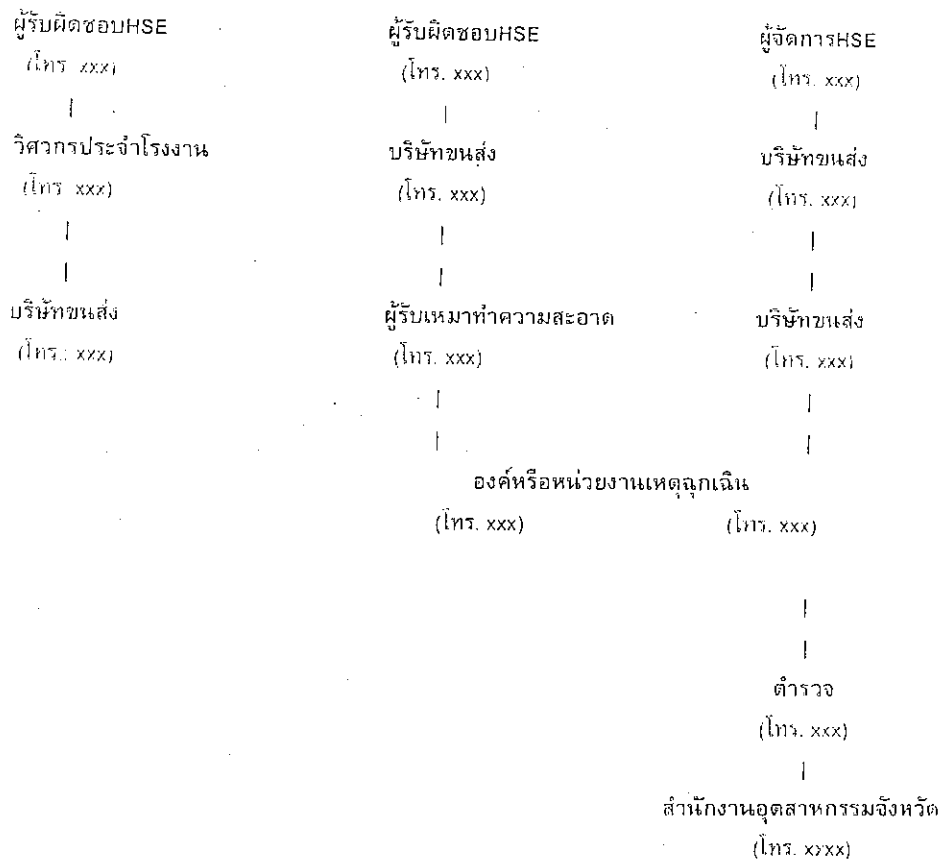 ผู้รับผิดชอบHSE
(โทร xxx)
วิศวกรประจำโรงงาน
(โทร xxx)
บริษัทขนส่ง
(โทร.: xxx)
ผู้รับผิดชอบHSE
(โทร. xxx)
บริษัทขนส่ง
(โทร. xxx)
ผู้รับเหมาทำความสะอาด
(โทร. xxx)
ผู้จัดการHSE
(โทร. xxx)
บริษัทขนส่ง
(โทร. xxx)
บริษัทขนส่ง
(โทร. xxx)
องค์หรือหน่วยงานเหตุฉุกเฉิน
(โทร. xxx) (โทร. xxx)
ตำรวจ
(โทร. xxx)
สำนักงานอุตสาหกรรมจังหวัด
(โทร. xxxx)